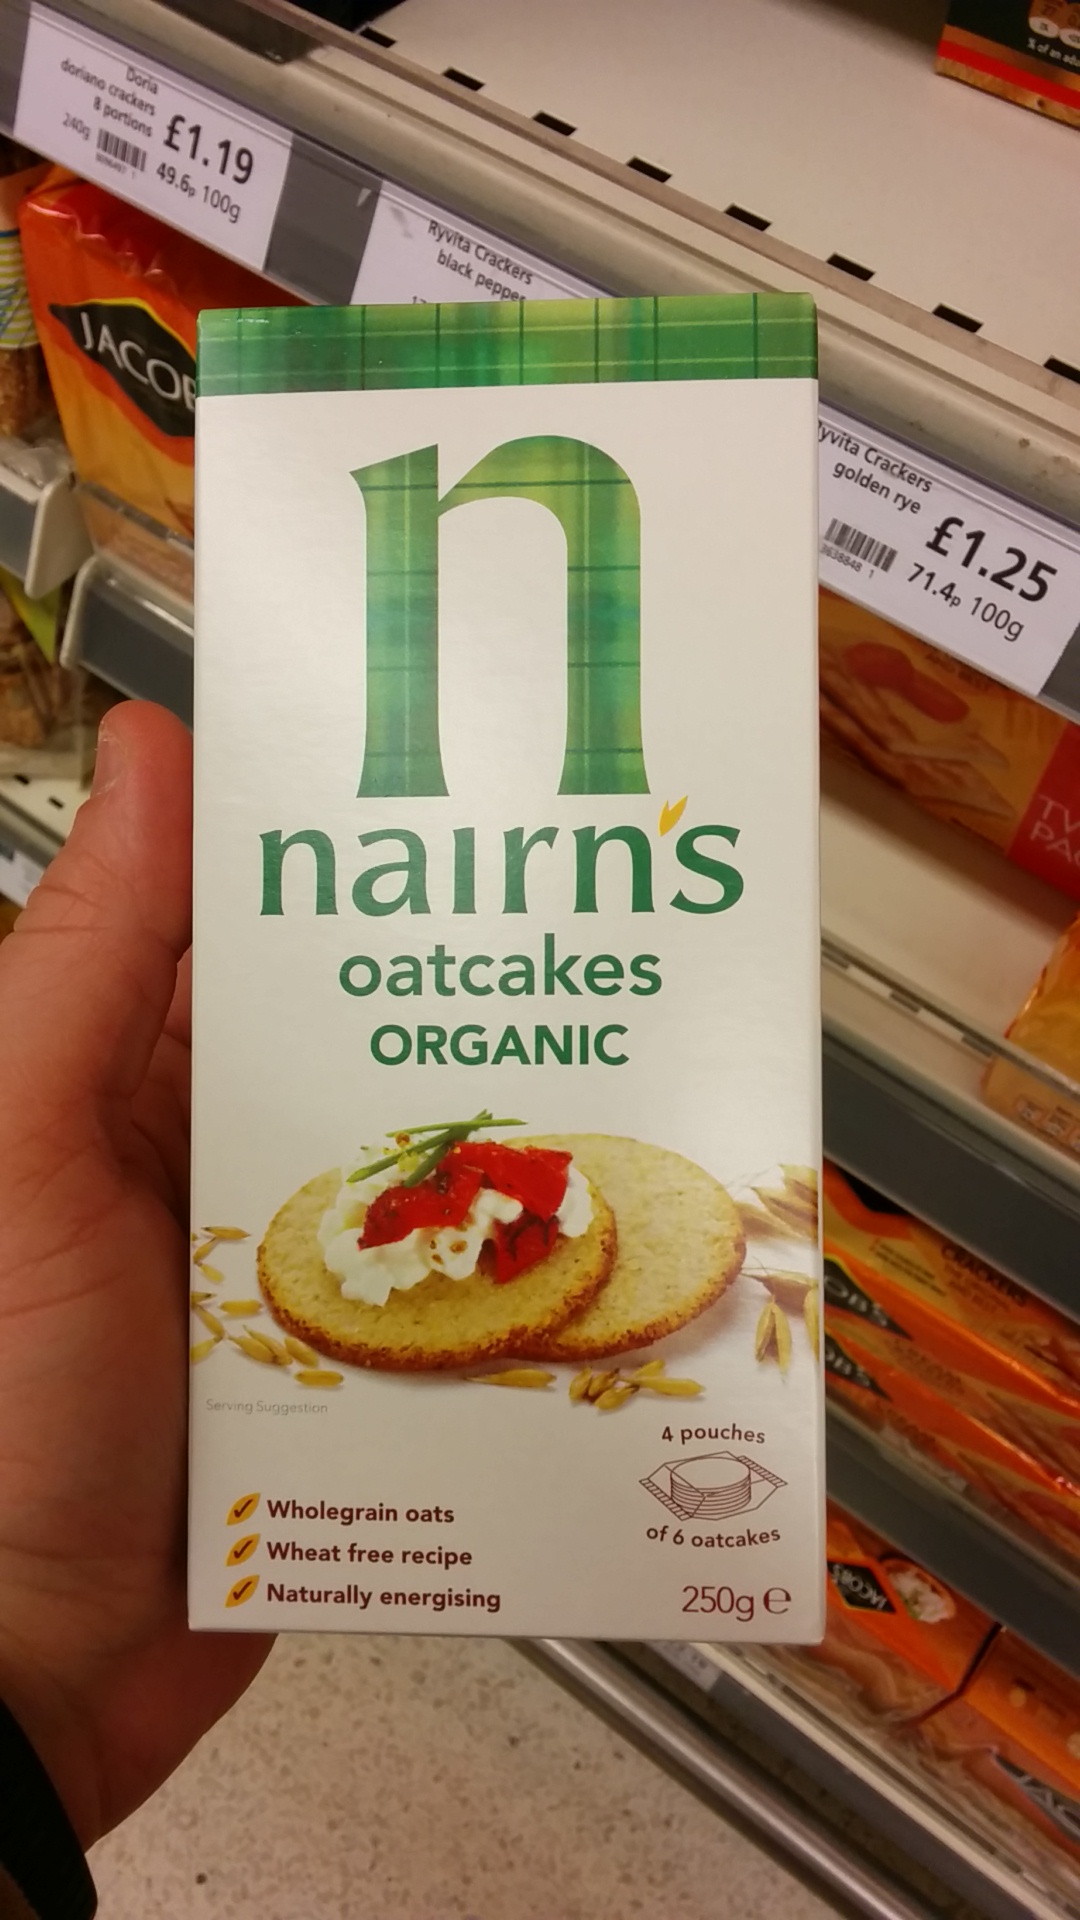 Doria
doriano crackers
8 portions
240g
£1.19
49.6p 100g
Ryvita Crackers
black pepper
JACOB
Crackers
golden rye
£1.25
71.4p 100g
n
nairn's
oatcakes
ORGANIC
Serving Suggestion
4 pouches
of 6 oatcakes
Wholegrain oats
Wheat free recipe
Naturally energising
250g e
CRACKERS
JACOBS